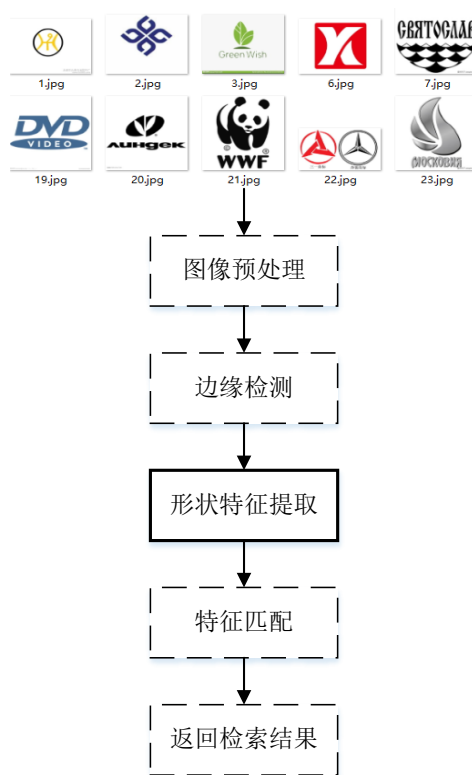 Green Wish
СВЯТОСЛАВ
1.jpg
2.jpg
3.jpg
6.jpg
7.jpg
DVD
VIDEO
AUHGEK
WWF
МОСКОВИЯ
19.jpg
20.jpg
21.jpg
22.jpg
23.jpg
图像预处理
边缘检测
形状特征提取
特征匹配
返回检索结果